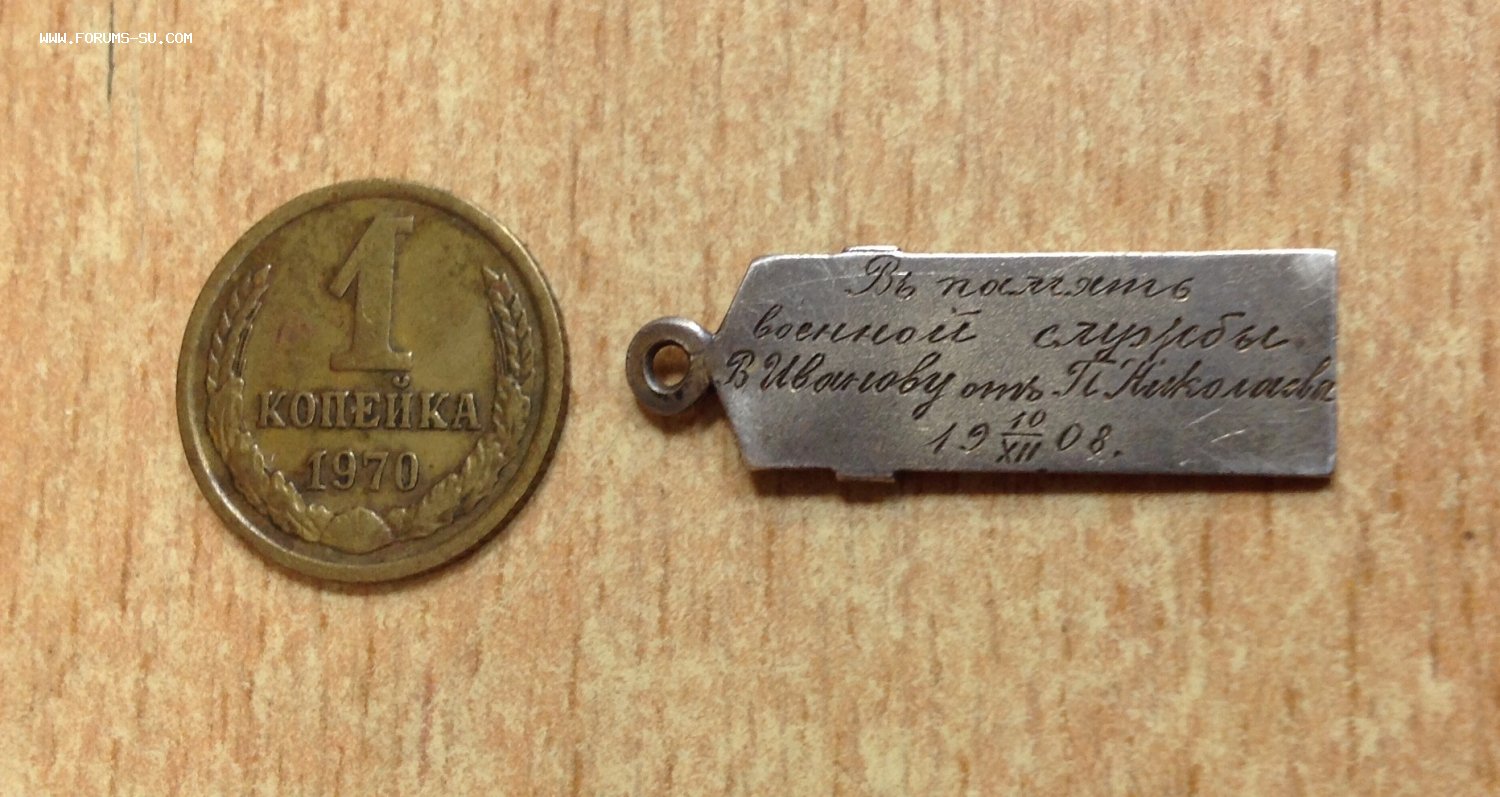 WWW.FORUMS-SU.COM
1
КОПЕЙКА
1970
Въ память
военной службы
В Иванову отъ П Николаева
19 10/XII 08.